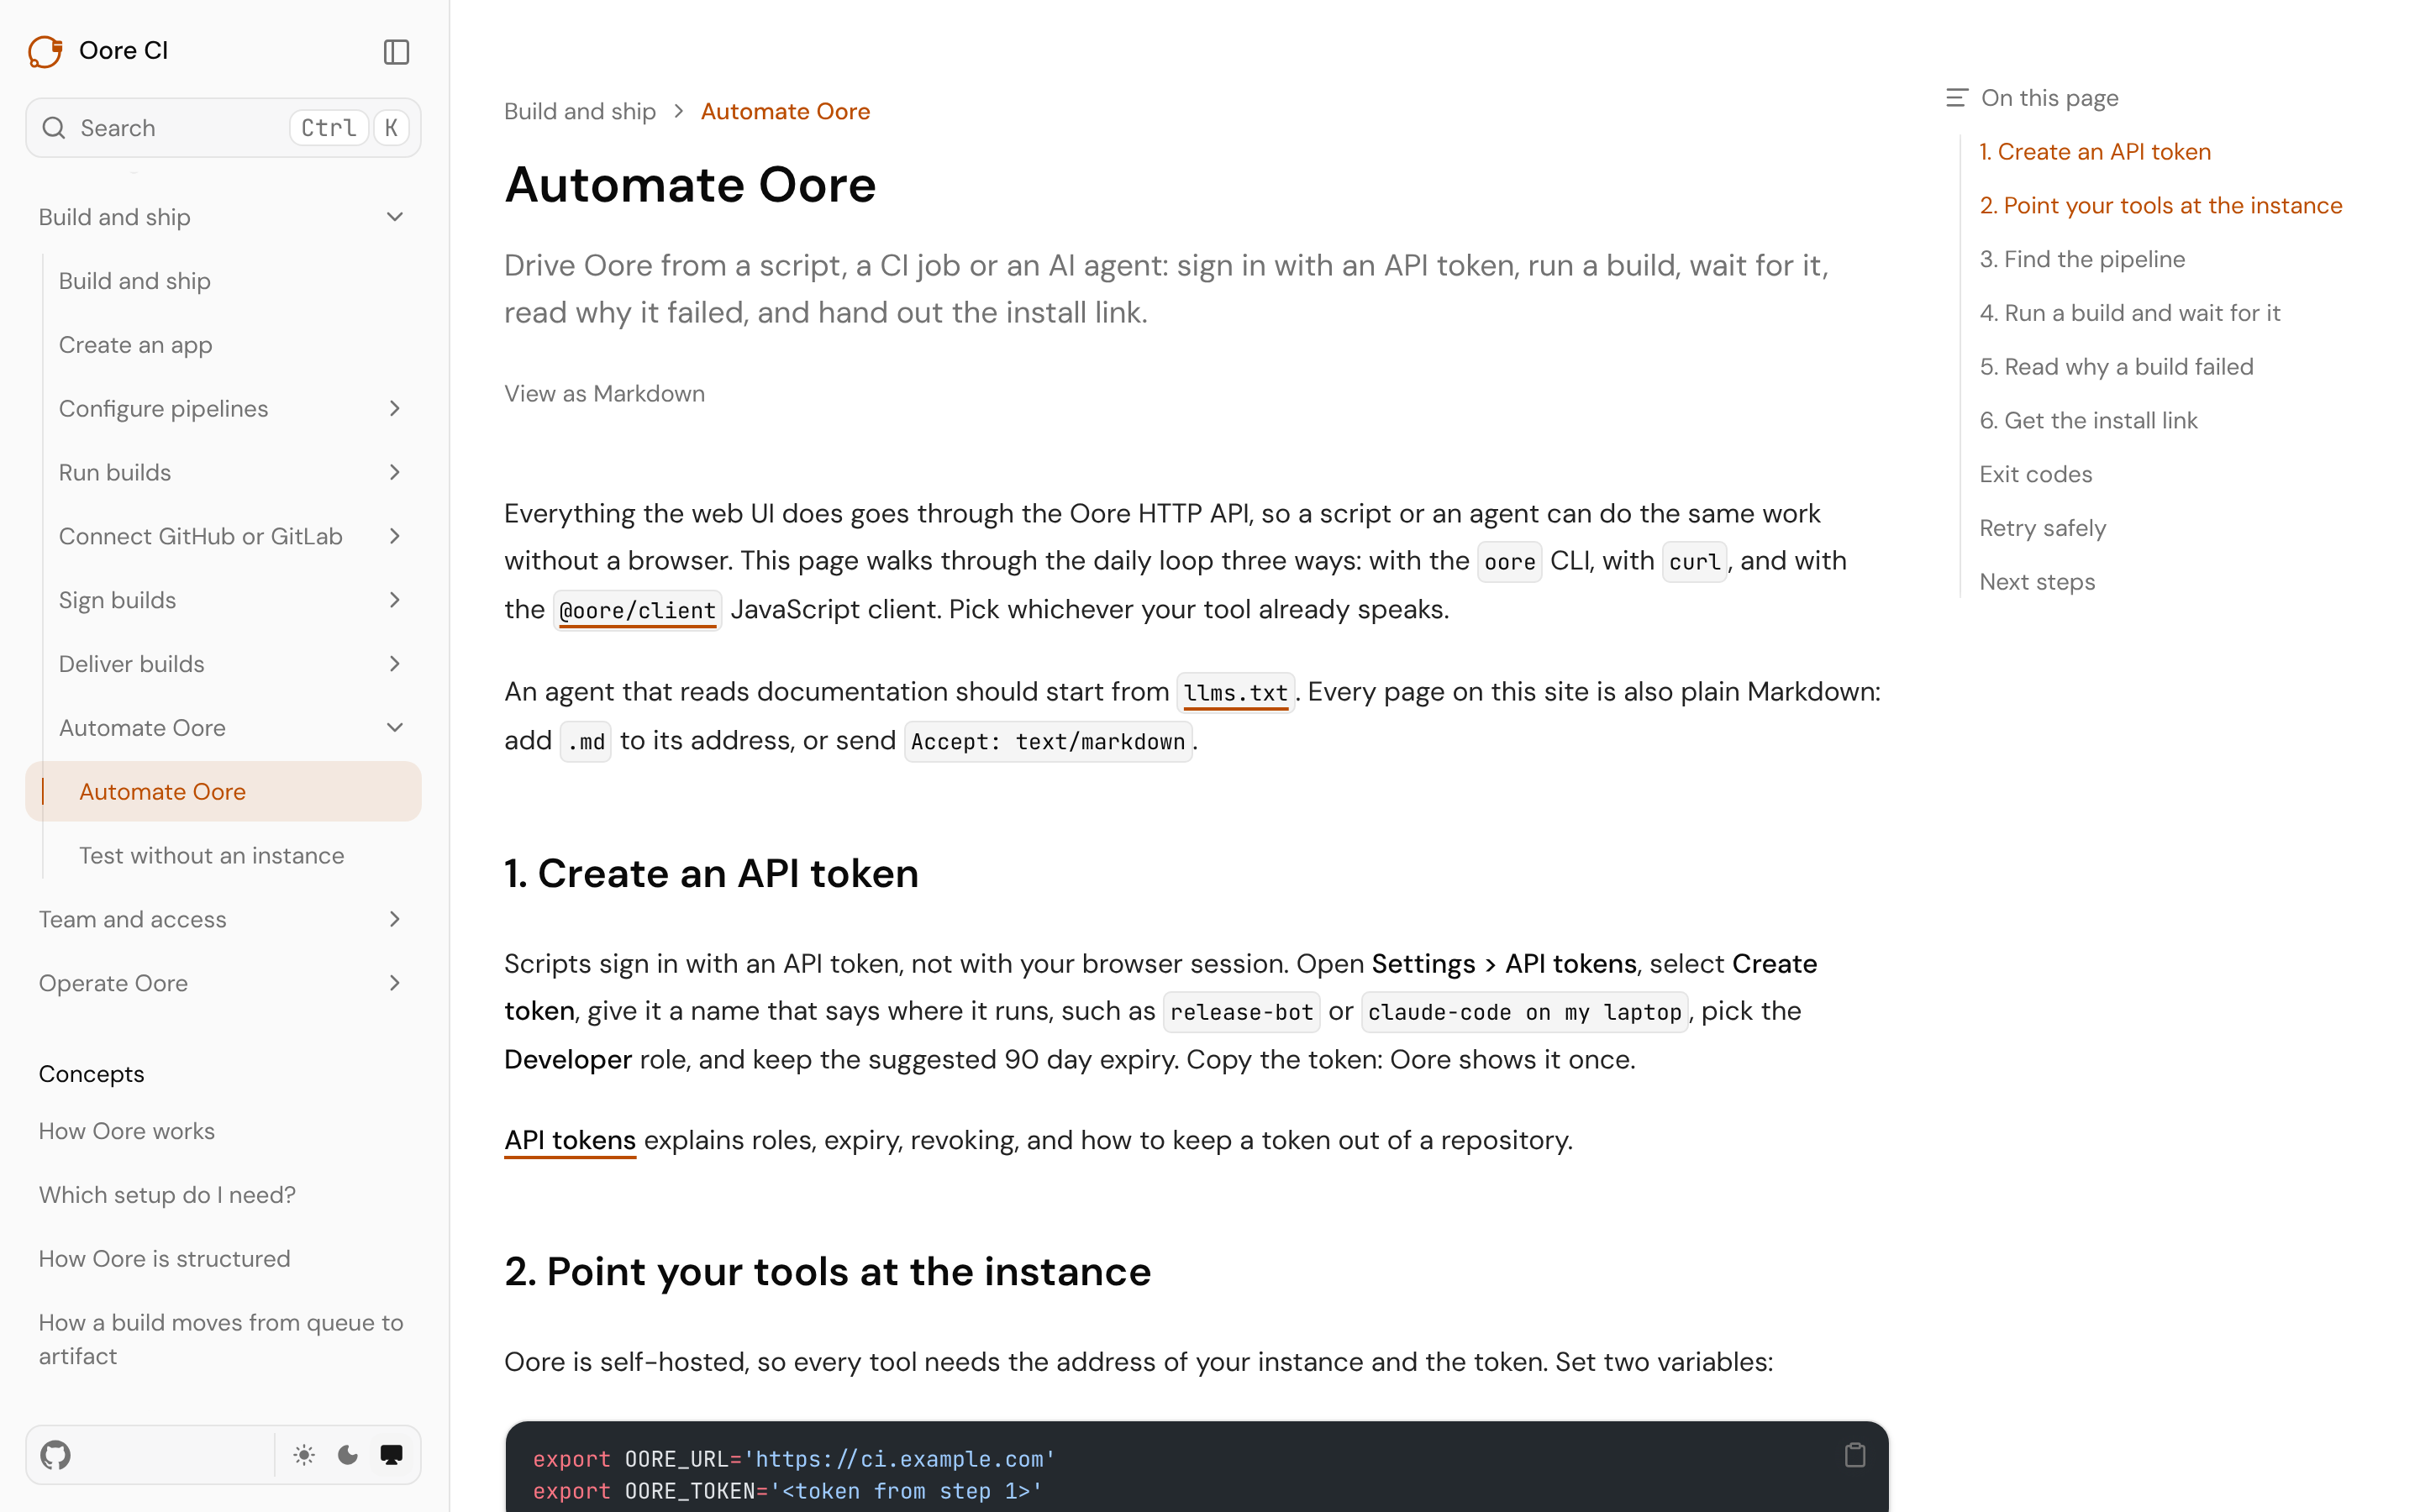 Oore CI
Search
Ctrl K
Build and ship
Build and ship
Create an app
Configure pipelines
Run builds
Connect GitHub or GitLab
Sign builds
Deliver builds
Automate Oore
Automate Oore
Test without an instance
Team and access
Operate Oore
Concepts
How Oore works
Which setup do I need?
How Oore is structured
How a build moves from queue to
artifact
Build and ship > Automate Oore
Automate Oore
Drive Oore from a script, a CI job or an AI agent: sign in with an API token, run a build, wait for it,
read why it failed, and hand out the install link.
View as Markdown
Everything the web UI does goes through the Oore HTTP API, so a script or an agent can do the same work
without a browser. This page walks through the daily loop three ways: with the oore CLI, with curl, and with
the @oore/client JavaScript client. Pick whichever your tool already speaks.
An agent that reads documentation should start from llms.txt. Every page on this site is also plain Markdown:
add .md to its address, or send Accept: text/markdown.
1. Create an API token
Scripts sign in with an API token, not with your browser session. Open Settings > API tokens, select Create
token, give it a name that says where it runs, such as release-bot or claude-code on my laptop, pick the
Developer role, and keep the suggested 90 day expiry. Copy the token: Oore shows it once.
API tokens explains roles, expiry, revoking, and how to keep a token out of a repository.
2. Point your tools at the instance
Oore is self-hosted, so every tool needs the address of your instance and the token. Set two variables:
export OORE_URL='https://ci.example.com'
export OORE_TOKEN='<token from step 1>'
On this page
1. Create an API token
2. Point your tools at the instance
3. Find the pipeline
4. Run a build and wait for it
5. Read why a build failed
6. Get the install link
Exit codes
Retry safely
Next steps